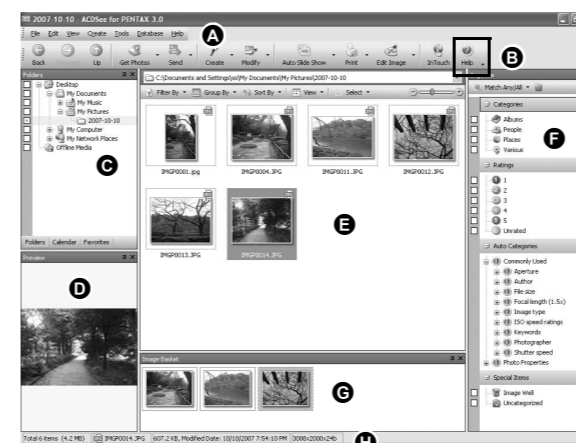 2007-10-10 - ACDSee for PENTAX 3.0
A
File Edit View Create Tools Database Help
Back Up Get Photos Send Create Modify Auto Slide Show Print Edit Image InTouch Help
B
Folders
Desktop
My Documents
My Music
My Pictures
2007-10-10
My Computer
My Network Places
Offline Media
C
Folders Calendar Favorites
C:\Documents and Settings\ps\My Documents\My Pictures\2007-10-10
Filter By Group By Sort By View Select
IMGP0001.jpg IMGP0004.JPG IMGP0011.JPG IMGP0012.JPG
IMGP0013.JPG IMGP0014.JPG
E
Preview
D
Image Basket
G
Match Any/All
Categories
Albums
People
Places
Various
F
Ratings
1
2
3
4
5
Unrated
Auto Categories
Commonly Used
Aperture
Author
File size
Focal length (1.5x)
Image type
ISO speed ratings
Keywords
Photographer
Shutter speed
Photo Properties
Special Items
Image Well
Uncategorized
Total 6 items (4.2 MB) IMGP0014.JPG 607.2 KB, Modified Date: 10/10/2007 7:54:10 PM 3008x2000x24b
H